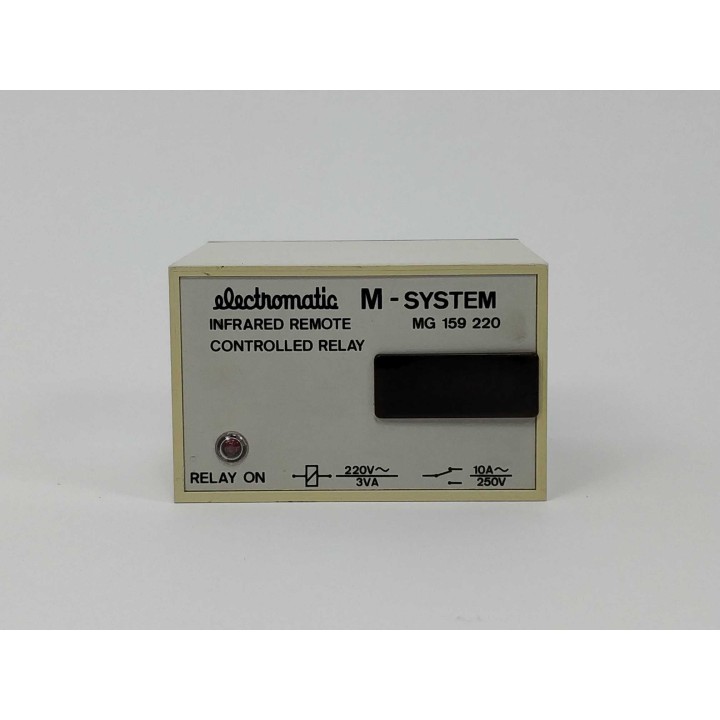 electromatic M - SYSTEM
INFRARED REMOTE MG 159 220
CONTROLLED RELAY
RELAY ON 220V~ 10A~
3VA 250V